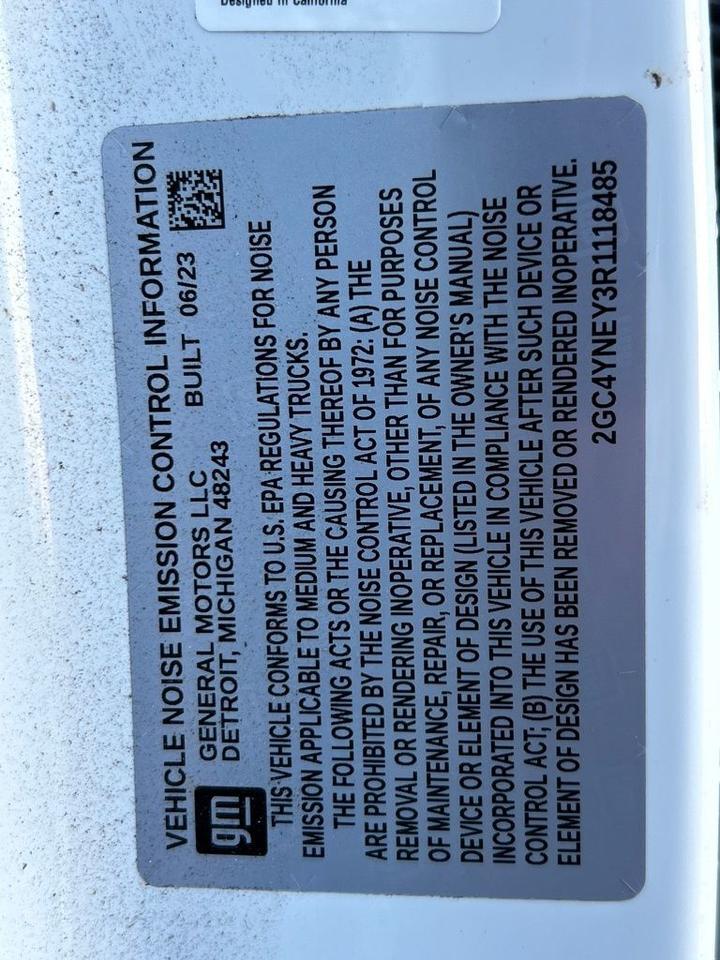 Designed in California
VEHICLE NOISE EMISSION CONTROL INFORMATION
gm
GENERAL MOTORS LLC BUILT 06/23
DETROIT, MICHIGAN 48243
THIS VEHICLE CONFORMS TO U.S. EPA REGULATIONS FOR NOISE
EMISSION APPLICABLE TO MEDIUM AND HEAVY TRUCKS.
THE FOLLOWING ACTS OR THE CAUSING THEREOF BY ANY PERSON
ARE PROHIBITED BY THE NOISE CONTROL ACT OF 1972: (A) THE
REMOVAL OR RENDERING INOPERATIVE, OTHER THAN FOR PURPOSES
OF MAINTENANCE, REPAIR, OR REPLACEMENT, OF ANY NOISE CONTROL
DEVICE OR ELEMENT OF DESIGN (LISTED IN THE OWNER'S MANUAL)
INCORPORATED INTO THIS VEHICLE IN COMPLIANCE WITH THE NOISE
CONTROL ACT; (B) THE USE OF THIS VEHICLE AFTER SUCH DEVICE OR
ELEMENT OF DESIGN HAS BEEN REMOVED OR RENDERED INOPERATIVE.
2GC4YNEY3R1118485